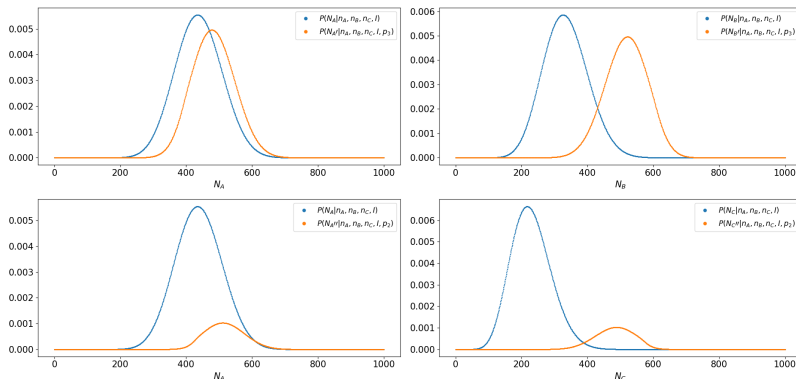 0.005
0.004
0.003
0.002
0.001
0.000
0 200 400 600 800 1000
N_A
P(N_A|n_A, n_B, n_C, I)
P(N_A'|n_A, n_B, n_C, I, p_3)
0.006
0.005
0.004
0.003
0.002
0.001
0.000
0 200 400 600 800 1000
N_B
P(N_B|n_A, n_B, n_C, I)
P(N_B'|n_A, n_B, n_C, I, p_3)
0.005
0.004
0.003
0.002
0.001
0.000
0 200 400 600 800 1000
N_A
P(N_A|n_A, n_B, n_C, I)
P(N_A''|n_A, n_B, n_C, I, p_2)
0.006
0.005
0.004
0.003
0.002
0.001
0.000
0 200 400 600 800 1000
N_C
P(N_C|n_A, n_B, n_C, I)
P(N_C''|n_A, n_B, n_C, I, p_2)